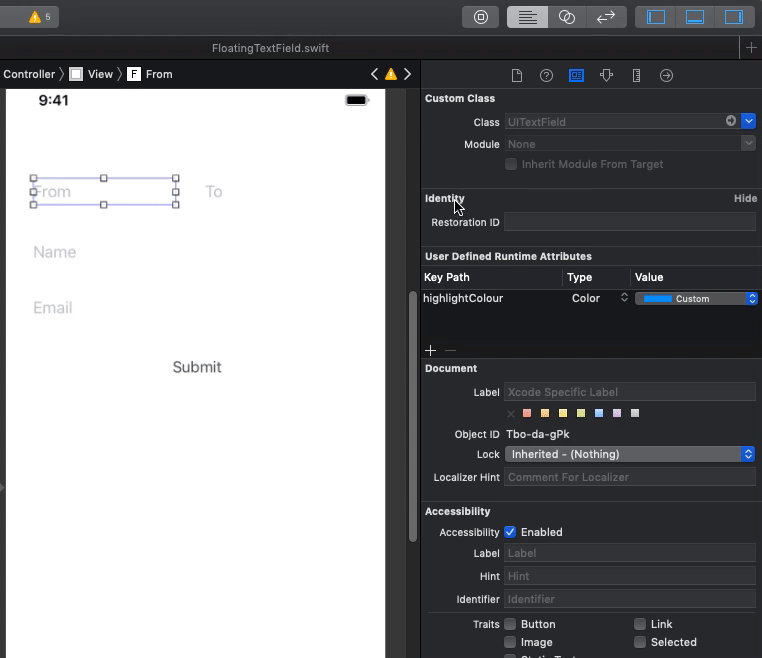 5
FloatingTextField.swift
Controller View F From
9:41
From To
Name
Email
Submit
Custom Class
Class UITextField
Module None
Inherit Module From Target
Identity Hide
Restoration ID
User Defined Runtime Attributes
Key Path Type Value
highlightColour Color Custom
Document
Label Xcode Specific Label
Object ID Tbo-da-gPk
Lock Inherited - (Nothing)
Localizer Hint Comment For Localizer
Accessibility
Accessibility Enabled
Label Label
Hint Hint
Identifier Identifier
Traits Button Link
Image Selected